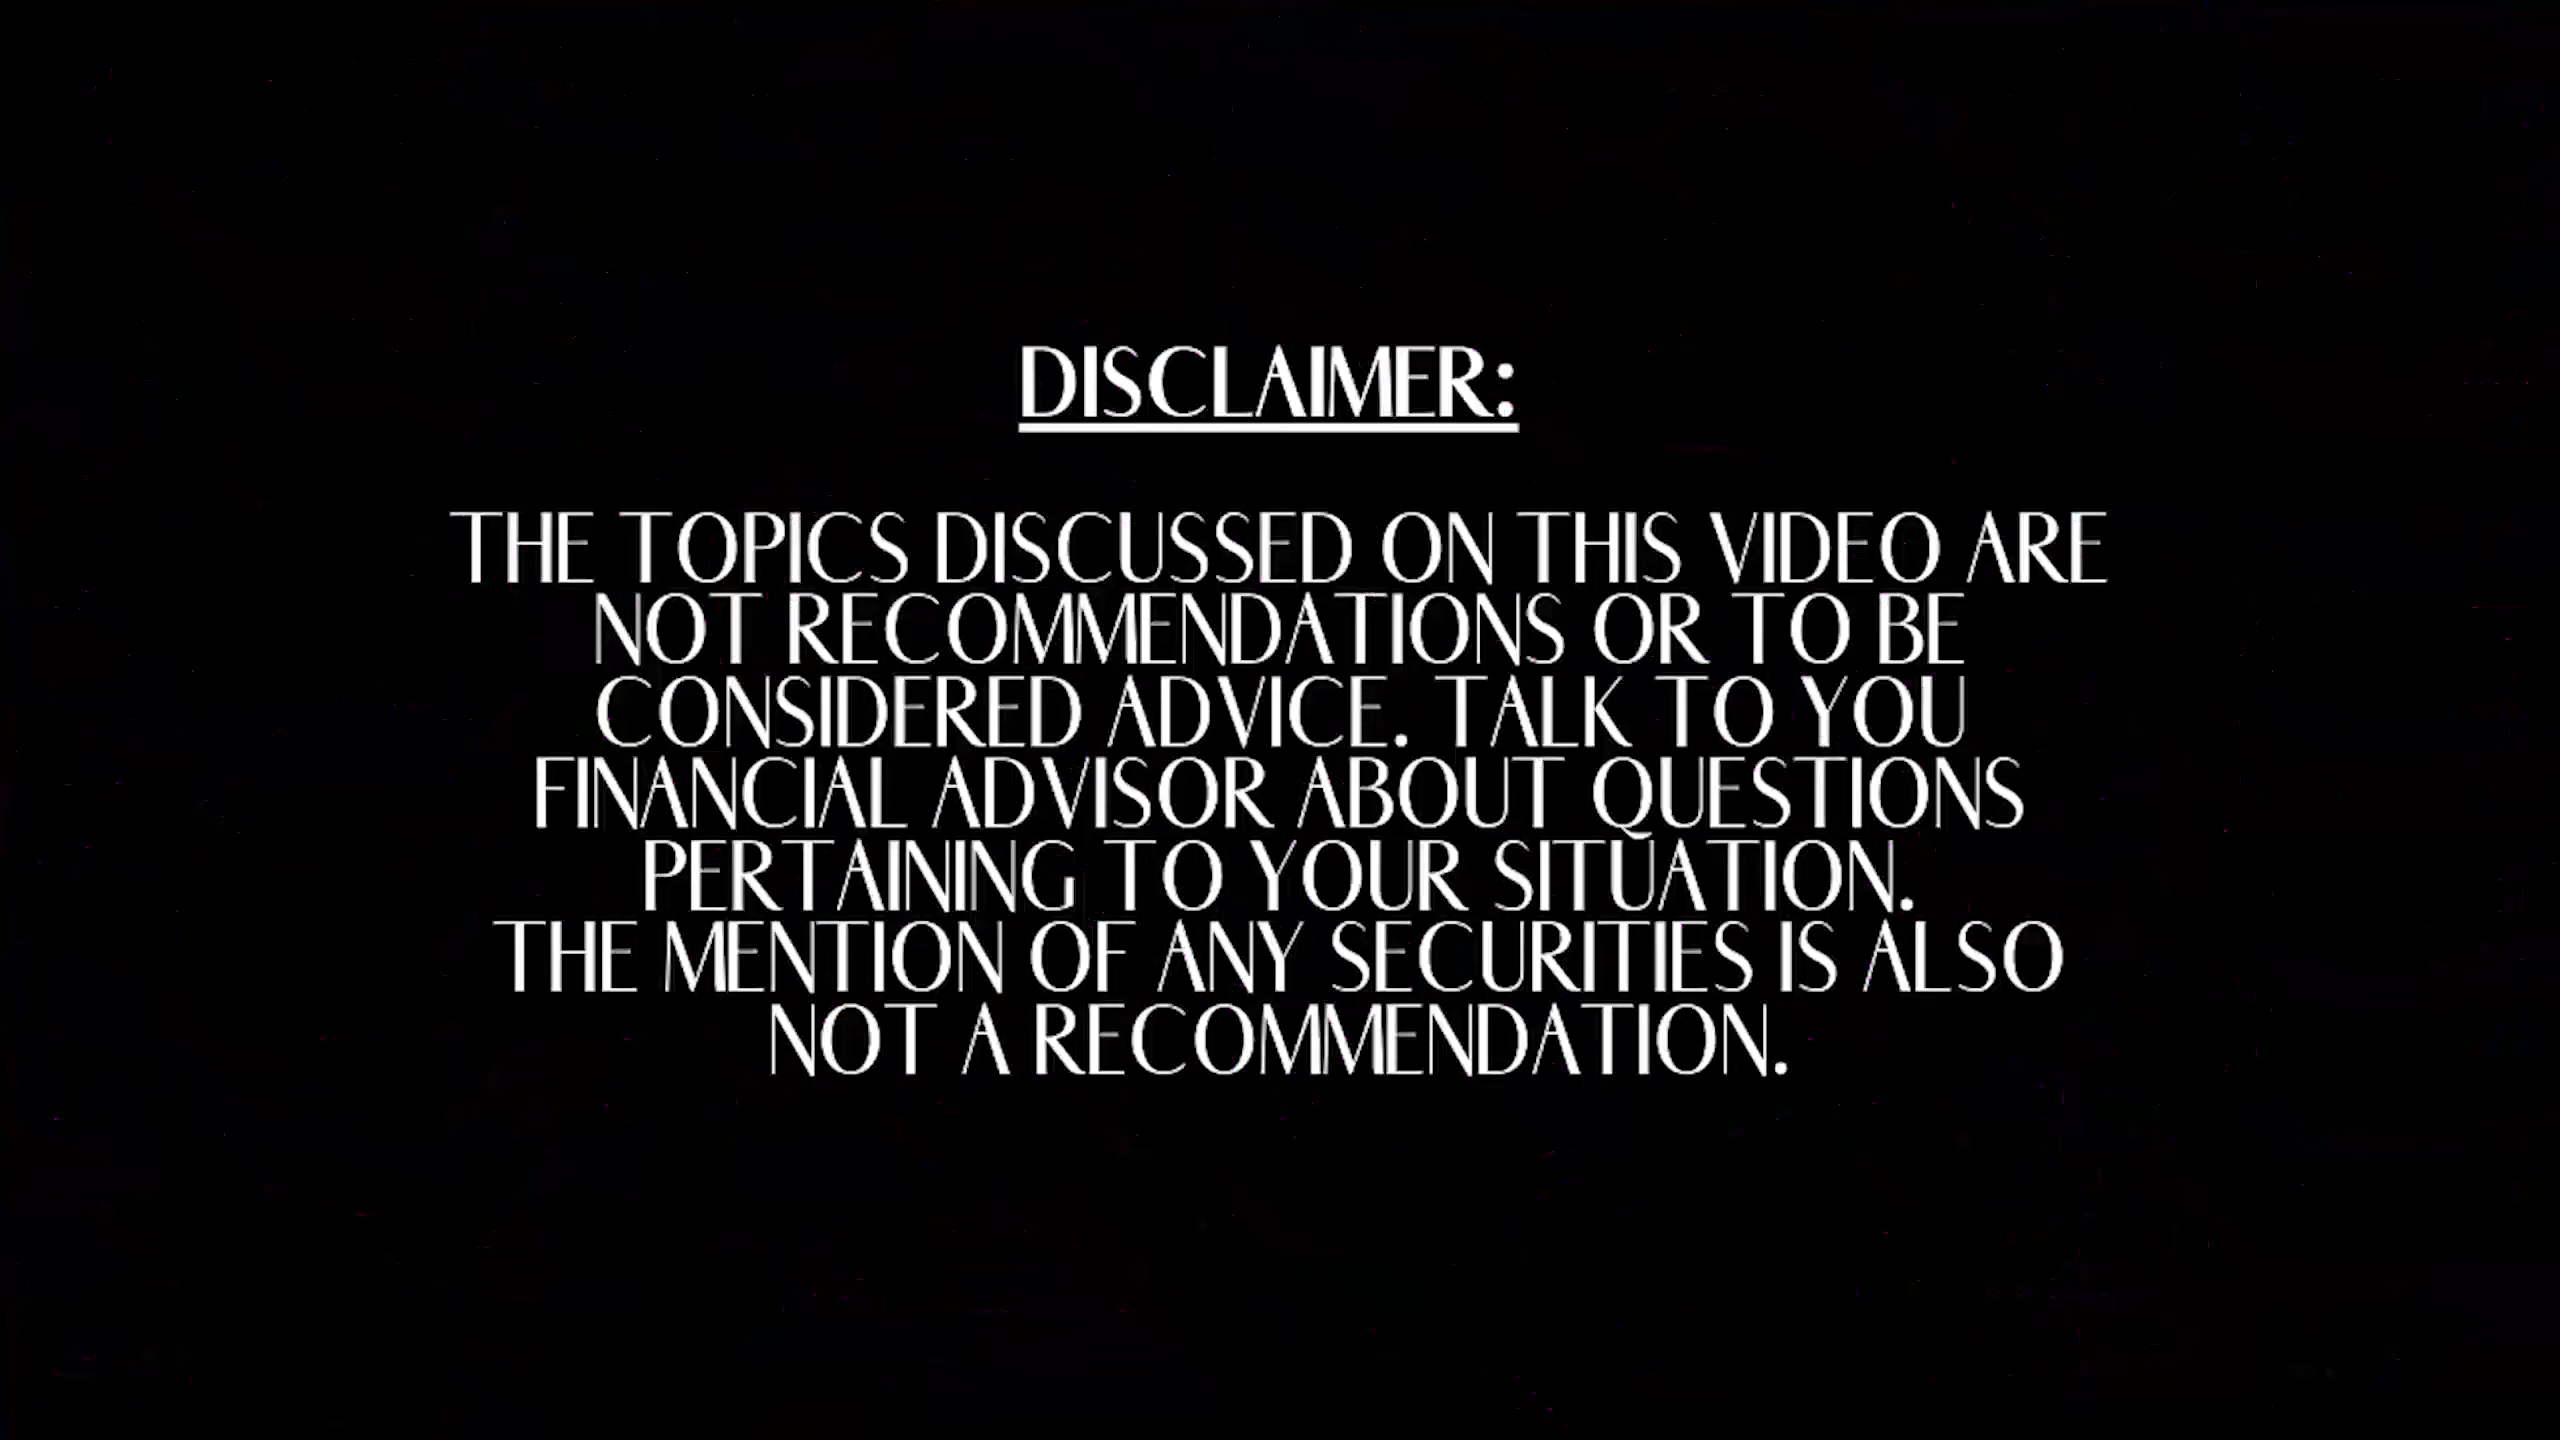 DISCLAIMER:
THE TOPICS DISCUSSED ON THIS VIDEO ARE
NOT RECOMMENDATIONS OR TO BE
CONSIDERED ADVICE. TALK TO YOU
FINANCIAL ADVISOR ABOUT QUESTIONS
PERTAINING TO YOUR SITUATION.
THE MENTION OF ANY SECURITIES IS ALSO
NOT A RECOMMENDATION.